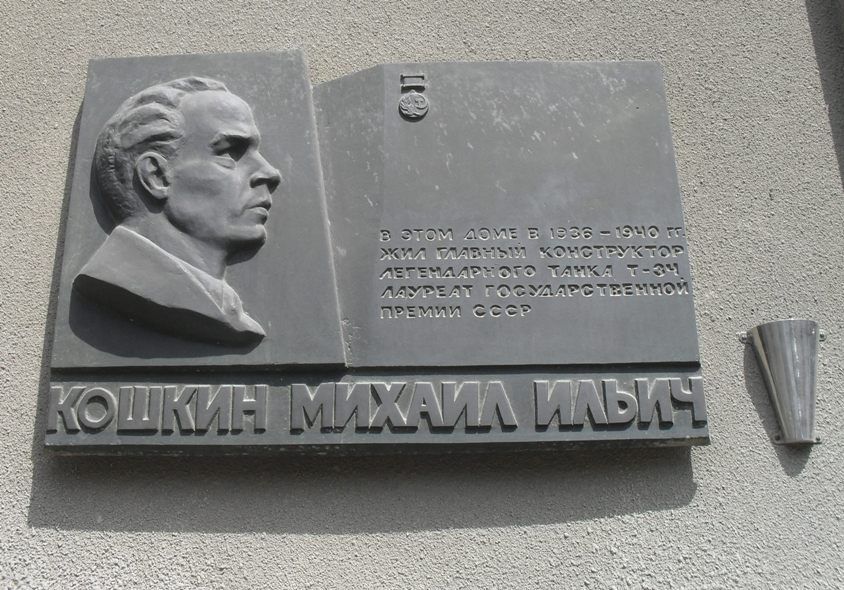 В ЭТОМ ДОМЕ В 1936 – 1940 ГГ.
ЖИЛ ГЛАВНЫЙ КОНСТРУКТОР
ЛЕГЕНДАРНОГО ТАНКА Т-34,
ЛАУРЕАТ ГОСУДАРСТВЕННОЙ
ПРЕМИИ СССР
КОШКИН МИХАИЛ ИЛЬИЧ